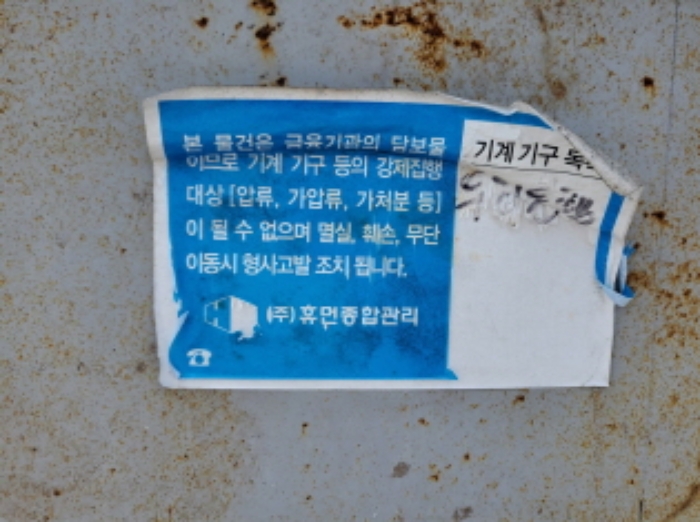 본 물건은 금융기관의 담보물
이므로 기계 기구 등의 강제집행
대상 [압류, 가압류, 가처분 등]
이 될 수 없으며 멸실, 훼손, 무단
이동시 형사고발 조치 됩니다.
(주) 휴먼종합관리
기계기구 목